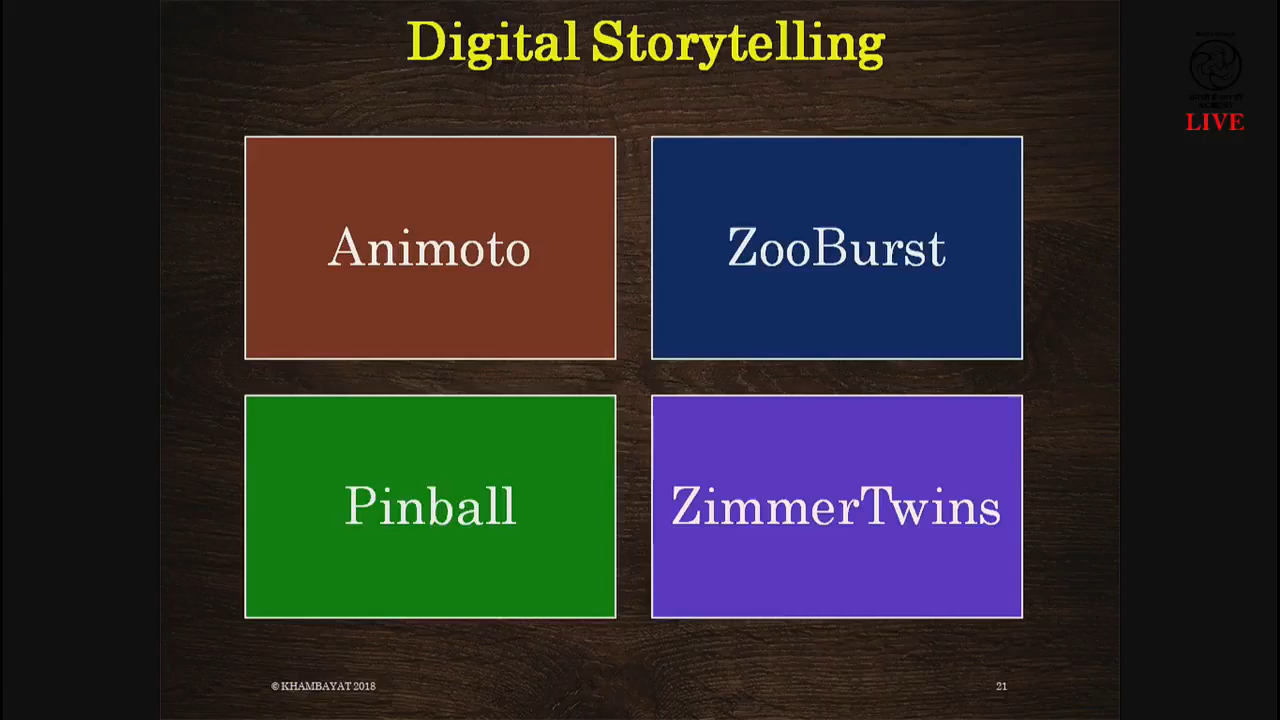 Digital Storytelling
LIVE
Animoto
ZooBurst
Pinball
ZimmerTwins
© KHAMBAYAT 2018
21